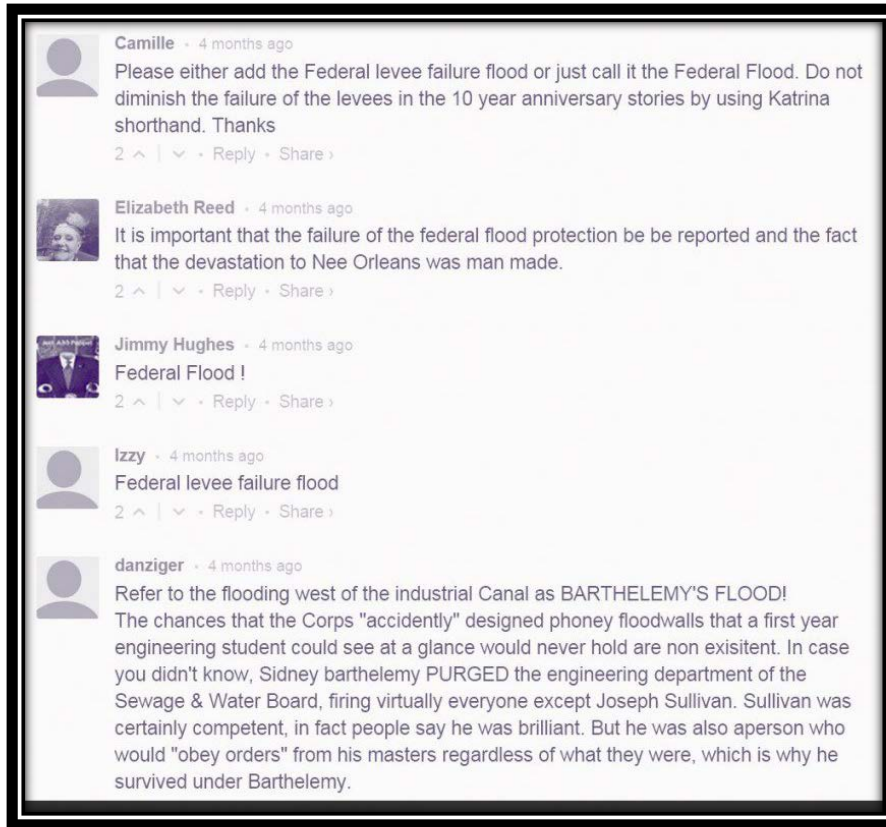 Camille • 4 months ago
Please either add the Federal levee failure flood or just call it the Federal Flood. Do not
diminish the failure of the levees in the 10 year anniversary stories by using Katrina
shorthand. Thanks
2 ^ | v • Reply • Share ›
Elizabeth Reed • 4 months ago
It is important that the failure of the federal flood protection be be reported and the fact
that the devastation to Nee Orleans was man made.
2 ^ | v • Reply • Share ›
Jimmy Hughes • 4 months ago
Federal Flood !
2 ^ | v • Reply • Share ›
Izzy • 4 months ago
Federal levee failure flood
2 ^ | v • Reply • Share ›
danziger • 4 months ago
Refer to the flooding west of the industrial Canal as BARTHELEMY'S FLOOD!
The chances that the Corps "accidently" designed phoney floodwalls that a first year
engineering student could see at a glance would never hold are non exisitent. In case
you didn't know, Sidney barthelemy PURGED the engineering department of the
Sewage & Water Board, firing virtually everyone except Joseph Sullivan. Sullivan was
certainly competent, in fact people say he was brilliant. But he was also aperson who
would "obey orders" from his masters regardless of what they were, which is why he
survived under Barthelemy.